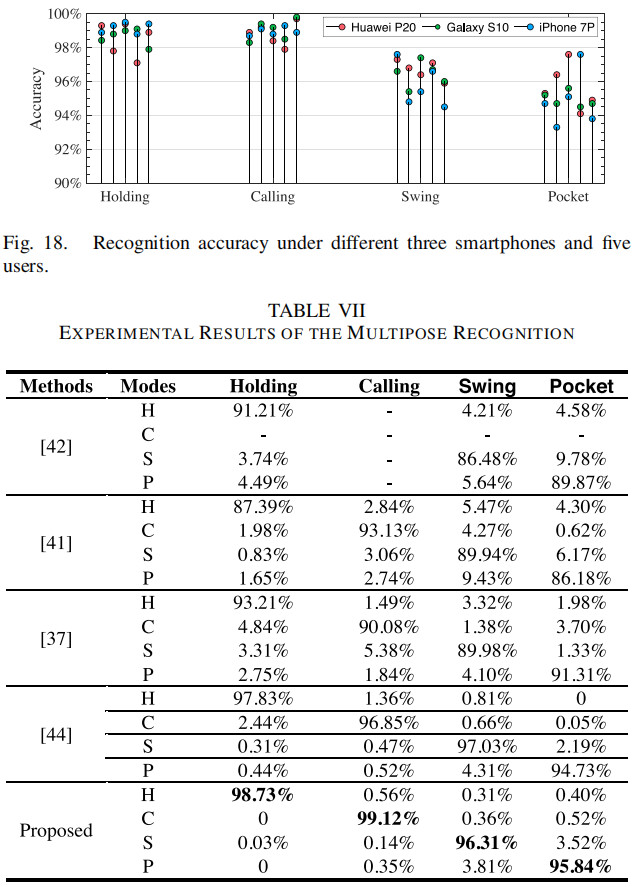 100%
98%
96%
94%
92%
90%
Accuracy
Huawei P20 Galaxy S10 iPhone 7P
Holding Calling Swing Pocket
Fig. 18. Recognition accuracy under different three smartphones and five
users.
TABLE VII
EXPERIMENTAL RESULTS OF THE MULTIPOSE RECOGNITION
Methods Modes Holding Calling Swing Pocket
[42]
H 91.21% - 4.21% 4.58%
C - - - -
S 3.74% - 86.48% 9.78%
P 4.49% - 5.64% 89.87%
[41]
H 87.39% 2.84% 5.47% 4.30%
C 1.98% 93.13% 4.27% 0.62%
S 0.83% 3.06% 89.94% 6.17%
P 1.65% 2.74% 9.43% 86.18%
[37]
H 93.21% 1.49% 3.32% 1.98%
C 4.84% 90.08% 1.38% 3.70%
S 3.31% 5.38% 89.98% 1.33%
P 2.75% 1.84% 4.10% 91.31%
[44]
H 97.83% 1.36% 0.81% 0
C 2.44% 96.85% 0.66% 0.05%
S 0.31% 0.47% 97.03% 2.19%
P 0.44% 0.52% 4.31% 94.73%
Proposed
H 98.73% 0.56% 0.31% 0.40%
C 0 99.12% 0.36% 0.52%
S 0.03% 0.14% 96.31% 3.52%
P 0 0.35% 3.81% 95.84%